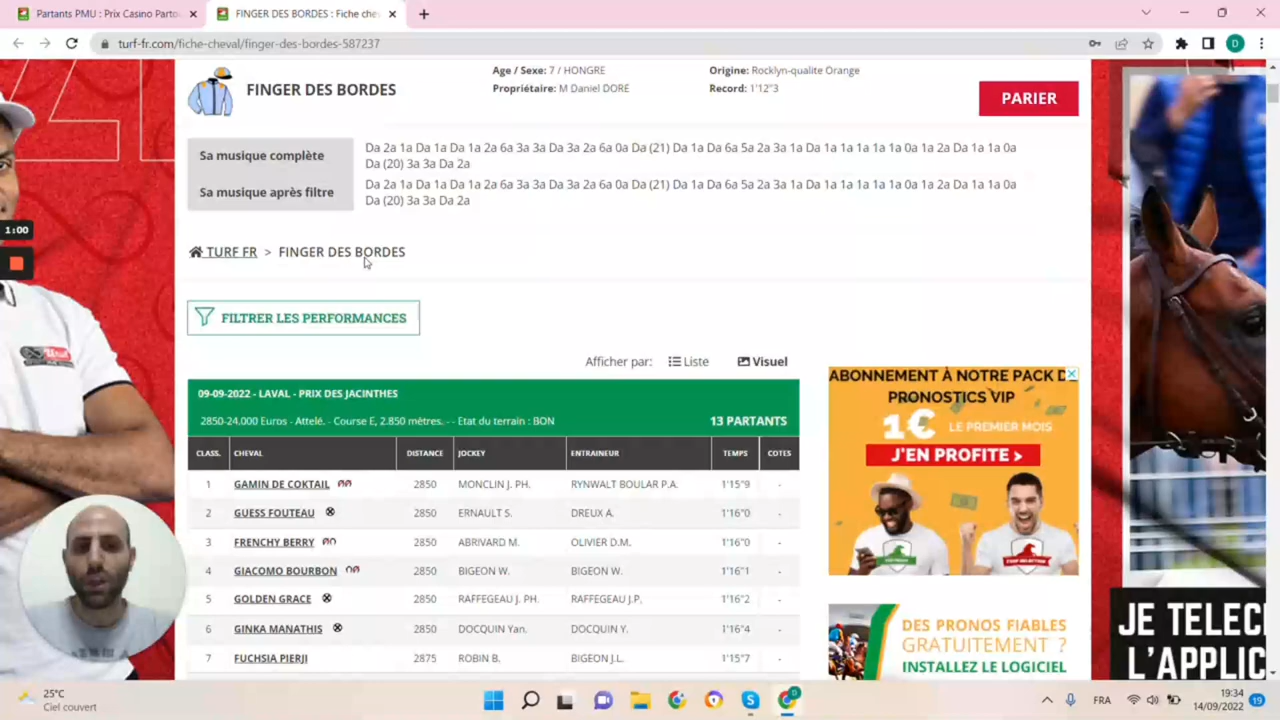 Partants PMU : Prix Casino Parto
FINGER DES BORDES : Fiche che
turf-fr.com/fiche-cheval/finger-des-bordes-587237
D
FINGER DES BORDES
Age / Sexe: 7 / HONGRE
Propriétaire: M Daniel DORE
Origine: Rocklyn-qualite Orange
Record: 1'12"3
PARIER
Sa musique complète
Da 2a 1a Da 1a Da 1a 2a 6a 3a 3a Da 3a 2a 6a 0a Da (21) Da 1a Da 6a 5a 2a 3a 1a Da 1a 1a 1a 1a 1a 0a 1a 2a Da 1a 1a 0a
Da (20) 3a 3a Da 2a
Sa musique après filtre
Da 2a 1a Da 1a Da 1a 2a 6a 3a 3a Da 3a 2a 6a 0a Da (21) Da 1a Da 6a 5a 2a 3a 1a Da 1a 1a 1a 1a 1a 0a 1a 2a Da 1a 1a 0a
Da (20) 3a 3a Da 2a
1:00
TURF FR > FINGER DES BORDES
FILTRER LES PERFORMANCES
Afficher par: Liste Visuel
09-09-2022 - LAVAL - PRIX DES JACINTHES
2850-24.000 Euros - Attelé. - Course E, 2.850 mètres. - - Etat du terrain : BON
13 PARTANTS
CLASS. CHEVAL DISTANCE JOCKEY ENTRAINEUR TEMPS COTES
1 GAMIN DE COKTAIL 2850 MONCLIN J. PH. RYNWALT BOULAR P.A. 1'15"9 -
2 GUESS FOUTEAU 2850 ERNAULT S. DREUX A. 1'16"0 -
3 FRENCHY BERRY 2850 ABRIVARD M. OLIVIER D.M. 1'16"0 -
4 GIACOMO BOURBON 2850 BIGEON W. BIGEON W. 1'16"1 -
5 GOLDEN GRACE 2850 RAFFEGEAU J. PH. RAFFEGEAU J.P. 1'16"2 -
6 GINKA MANATHIS 2850 DOCQUIN Yan. DOCQUIN Y. 1'16"4 -
7 FUCHSIA PIERJI 2875 ROBIN B. BIGEON J.L. 1'15"7 -
ABONNEMENT À NOTRE PACK D
PRONOSTICS VIP
1€ LE PREMIER MOIS
J'EN PROFITE >
DES PRONOS FIABLES
GRATUITEMENT ?
INSTALLEZ LE LOGICIEL
JE TELEC
L'APPLIC
25°C
Ciel couvert
FRA
19:34
14/09/2022
19